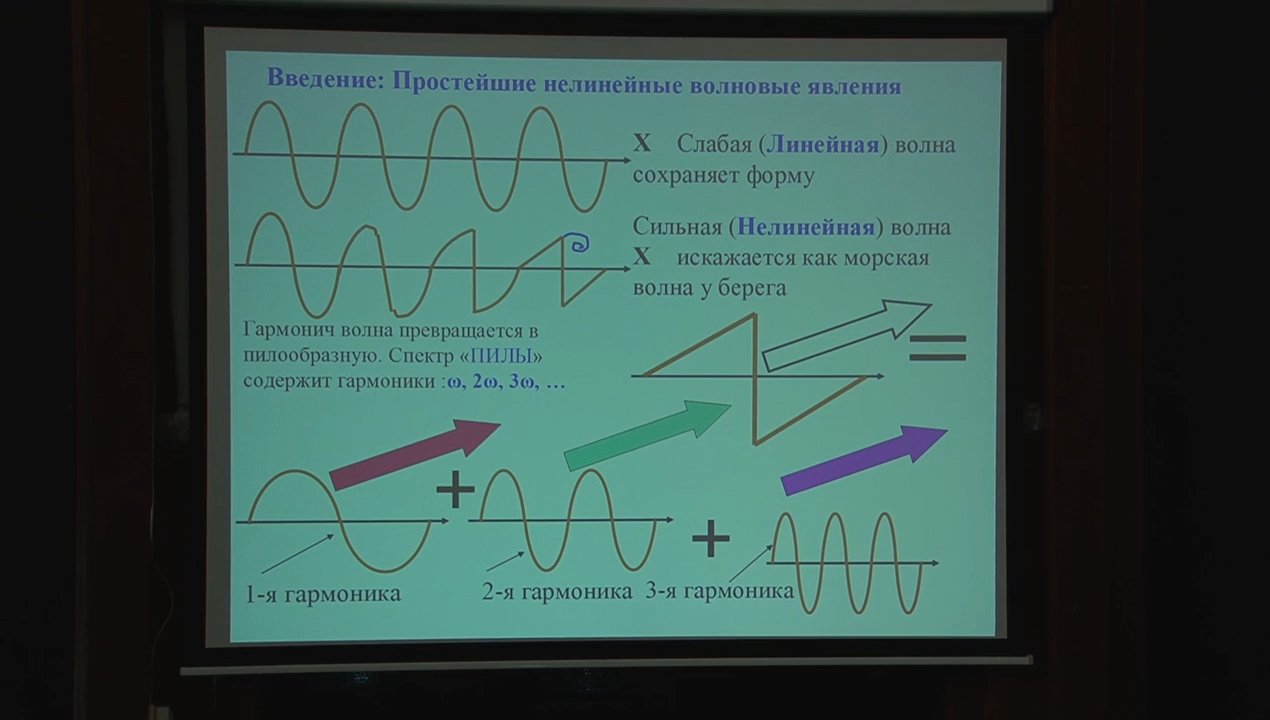 Введение: Простейшие нелинейные волновые явления
X Слабая (Линейная) волна
сохраняет форму
Сильная (Нелинейная) волна
X искажается как морская
волна у берега
Гармонич волна превращается в
пилообразную. Спектр «ПИЛЫ»
содержит гармоники :ω, 2ω, 3ω, …
=
+
+
1-я гармоника
2-я гармоника
3-я гармоника